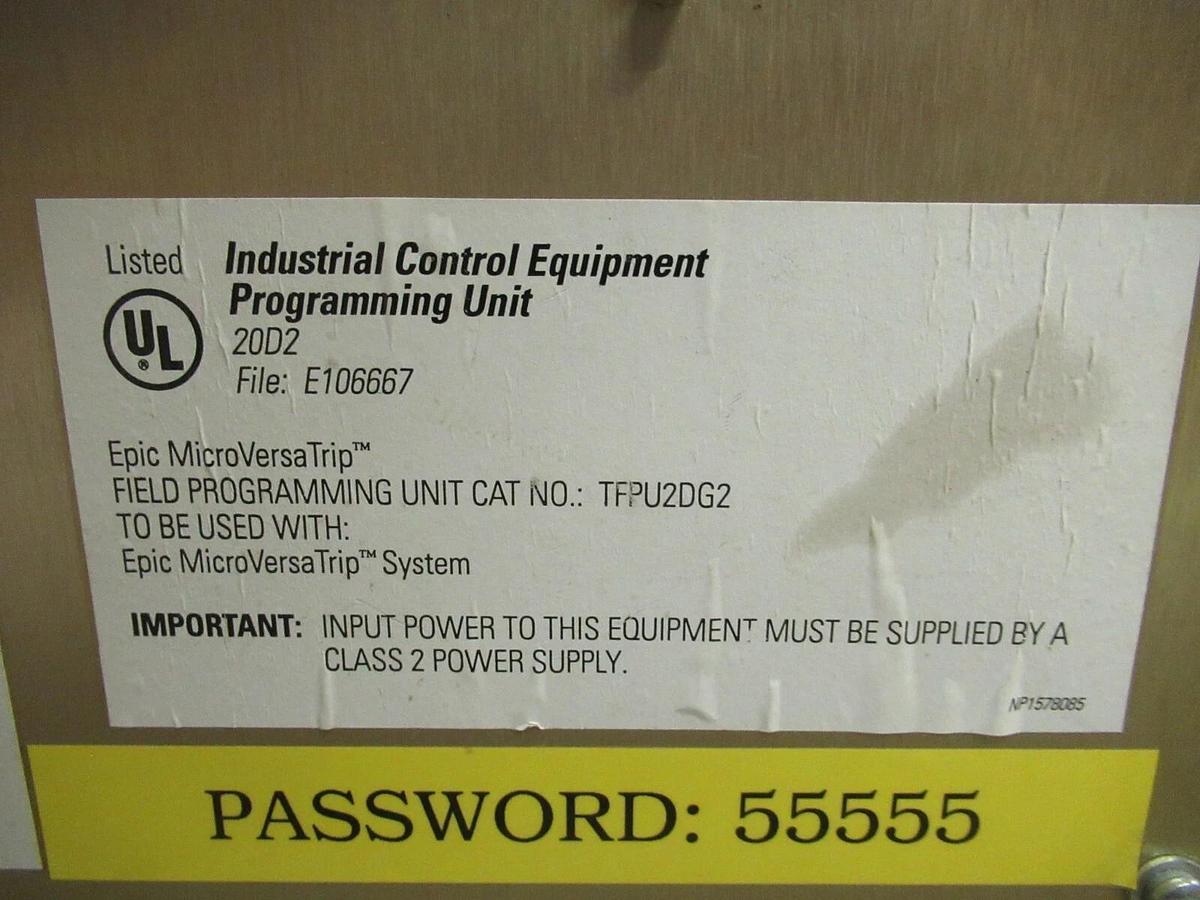 Listed
Industrial Control Equipment
Programming Unit
UL
®
20D2
File: E106667
Epic MicroVersaTrip™
FIELD PROGRAMMING UNIT CAT NO.: TFPU2DG2
TO BE USED WITH:
Epic MicroVersaTrip™ System
IMPORTANT: INPUT POWER TO THIS EQUIPMENT MUST BE SUPPLIED BY A
CLASS 2 POWER SUPPLY.
NP1578085
PASSWORD: 55555